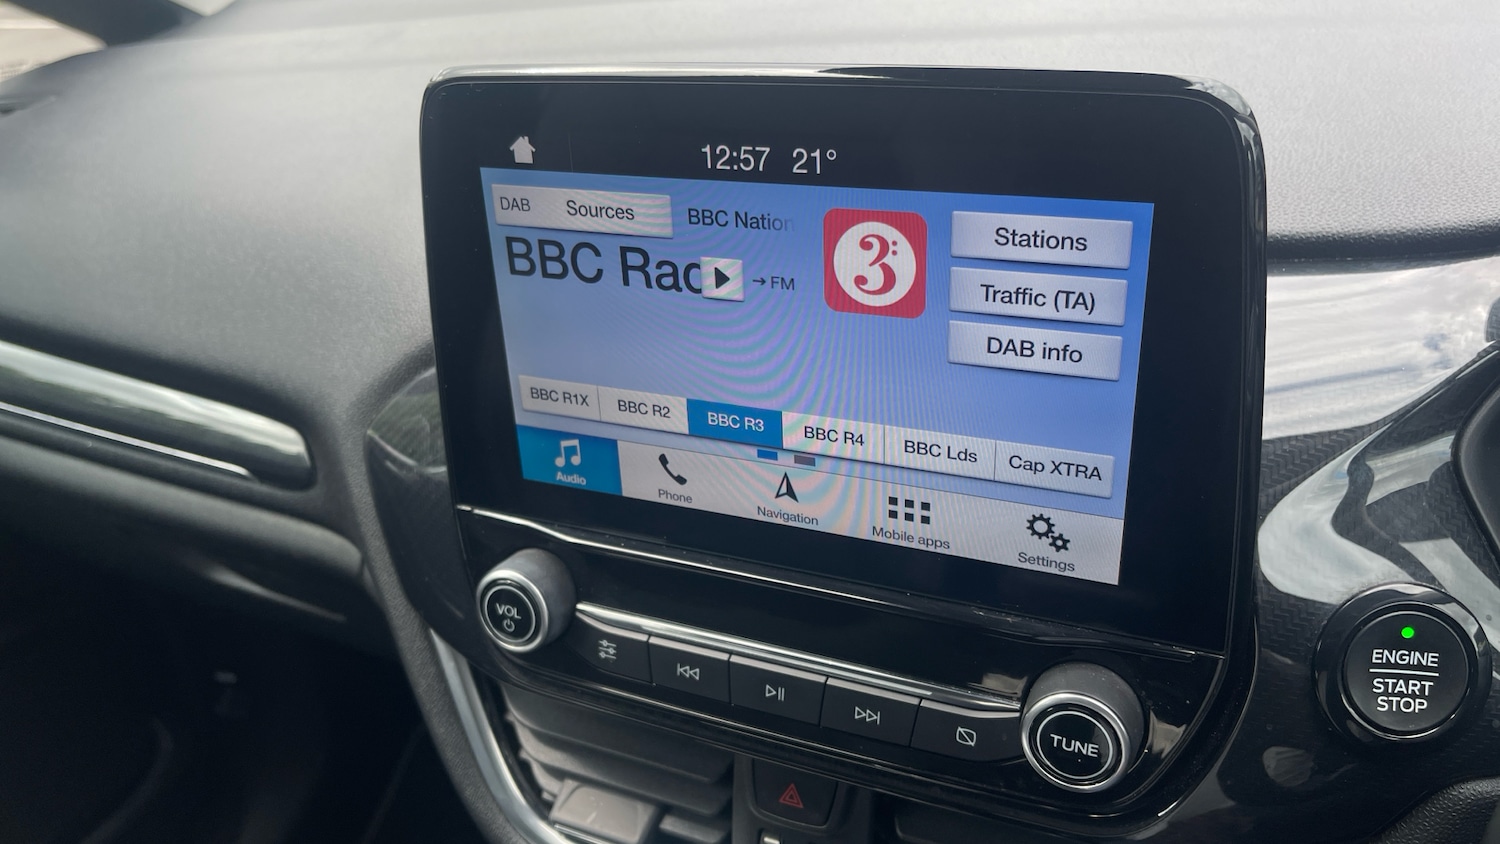 12:57 21°
DAB Sources BBC Nation
BBC Rad
→FM
3
Stations
Traffic (TA)
DAB info
BBC R1X BBC R2 BBC R3 BBC R4 BBC Lds Cap XTRA
Audio Phone Navigation Mobile apps Settings
VOL
TUNE
ENGINE
START
STOP